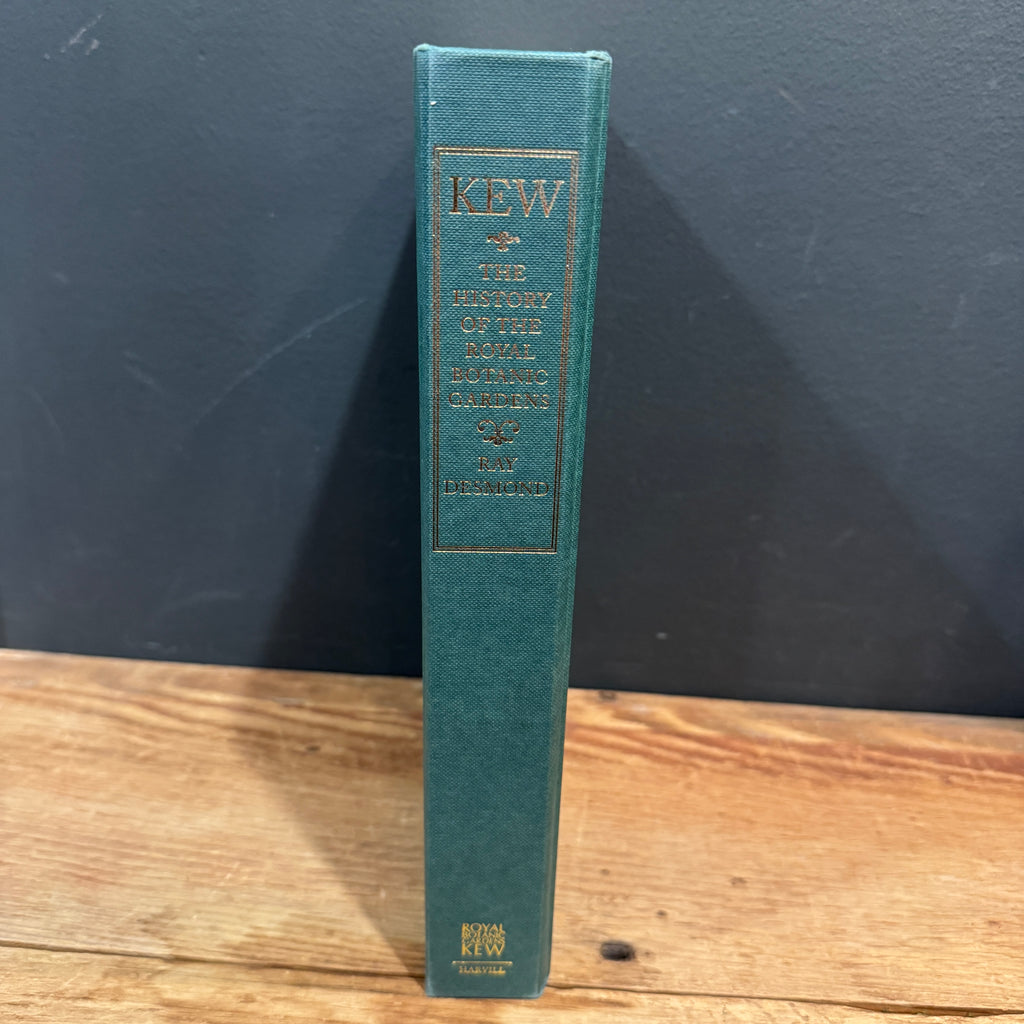 KEW
THE
HISTORY
OF THE
ROYAL
BOTANIC
GARDENS
RAY
DESMOND
ROYAL
BOTANIC
GARDENS
KEW
HARVILL